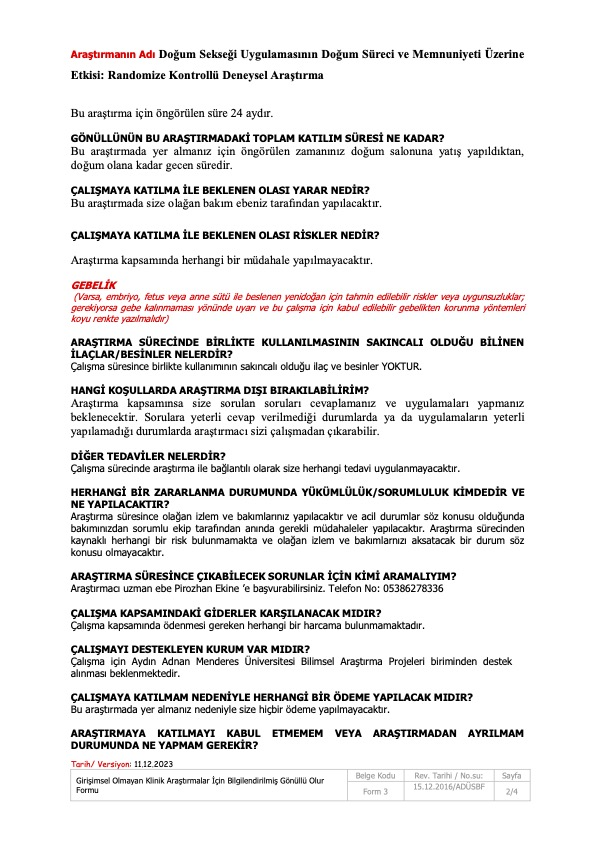 Araştırmanın Adı Doğum Sekseği Uygulamasının Doğum Süreci ve Memnuniyeti Üzerine
Etkisi: Randomize Kontrollü Deneysel Araştırma
Bu araştırma için öngörülen süre 24 aydır.
GÖNÜLLÜNÜN BU ARAŞTIRMADAKİ TOPLAM KATILIM SÜRESİ NE KADAR?
Bu araştırmada yer almanız için öngörülen zamanınız doğum salonuna yatış yapıldıktan,
doğum olana kadar gecen süredir.
ÇALIŞMAYA KATILMA İLE BEKLENEN OLASI YARAR NEDİR?
Bu araştırmada size olağan bakım ebeniz tarafından yapılacaktır.
ÇALIŞMAYA KATILMA İLE BEKLENEN OLASI RİSKLER NEDİR?
Araştırma kapsamında herhangi bir müdahale yapılmayacaktır.
GEBELİK
(Varsa, embriyo, fetus veya anne sütü ile beslenen yenidoğan için tahmin edilebilir riskler veya uygunsuzluklar;
gerekiyorsa gebe kalınmaması yönünde uyarı ve bu çalışma için kabul edilebilir gebelikten korunma yöntemleri
koyu renkte yazılmalıdır)
ARAŞTIRMA SÜRECİNDE BİRLİKTE KULLANILMASININ SAKINCALI OLDUĞU BİLİNEN
İLAÇLAR/BESİNLER NELERDİR?
Çalışma süresince birlikte kullanımının sakıncalı olduğu ilaç ve besinler YOKTUR.
HANGİ KOŞULLARDA ARAŞTIRMA DIŞI BIRAKILABİLİRİM?
Araştırma kapsamınsa size sorulan soruları cevaplamanız ve uygulamaları yapmanız
beklenecektir. Sorulara yeterli cevap verilmediği durumlarda ya da uygulamaların yeterli
yapılamadığı durumlarda araştırmacı sizi çalışmadan çıkarabilir.
DİĞER TEDAVİLER NELERDİR?
Çalışma sürecinde araştırma ile bağlantılı olarak size herhangi tedavi uygulanmayacaktır.
HERHANGİ BİR ZARARLANMA DURUMUNDA YÜKÜMLÜLÜK/SORUMLULUK KİMDEDİR VE
NE YAPILACAKTIR?
Araştırma süresince olağan izlem ve bakımlarınız yapılacaktır ve acil durumlar söz konusu olduğunda
bakımınızdan sorumlu ekip tarafından anında gerekli müdahaleler yapılacaktır. Araştırma sürecinden
kaynaklı herhangi bir risk bulunmamakta ve olağan izlem ve bakımlarnızı aksatacak bir durum söz
konusu olmayacaktır.
ARAŞTIRMA SÜRESİNCE ÇIKABİLECEK SORUNLAR İÇİN KİMİ ARAMALIYIM?
Araştırmacı uzman ebe Pirozhan Ekine 'e başvurabilirsiniz. Telefon No: 05386278336
ÇALIŞMA KAPSAMINDAKİ GİDERLER KARŞILANACAK MIDIR?
Çalışma kapsamında ödenmesi gereken herhangi bir harcama bulunmamaktadır.
ÇALIŞMAYI DESTEKLEYEN KURUM VAR MIDIR?
Çalışma için Aydın Adnan Menderes Üniversitesi Bilimsel Araştırma Projeleri biriminden destek
alınması beklenmektedir.
ÇALIŞMAYA KATILMAM NEDENİYLE HERHANGİ BİR ÖDEME YAPILACAK MIDIR?
Bu araştırmada yer almanız nedeniyle size hiçbir ödeme yapılmayacaktır.
ARAŞTIRMAYA KATILMAYI KABUL ETMEMEM VEYA ARAŞTIRMADAN AYRILMAM
DURUMUNDA NE YAPMAM GEREKİR?
Tarih/ Versiyon: 11.12.2023
Girişimsel Olmayan Klinik Araştırmalar İçin Bilgilendirilmiş Gönüllü Olur
Formu
Belge Kodu Rev. Tarihi / No.su: Sayfa
Form 3 15.12.2016/ADÜSBF 2/4